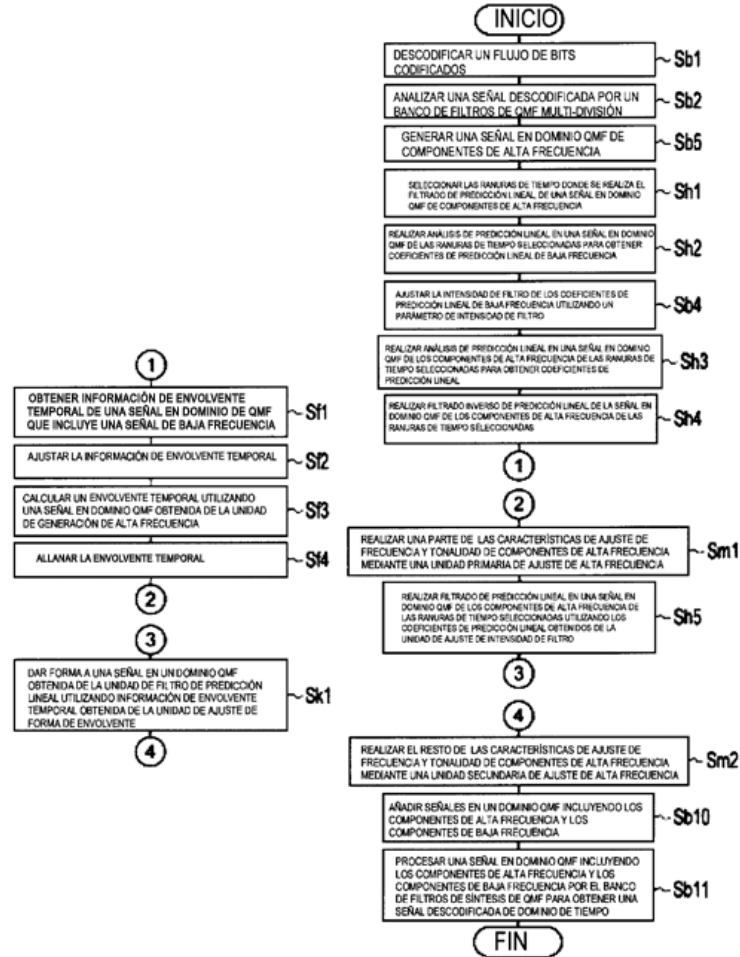 INICIO
DESCODIFICAR UN FLUJO DE BITS
CODIFICADOS
Sb1
ANALIZAR UNA SEÑAL DESCODIFICADA POR UN
BANCO DE FILTROS DE QMF MULTI-DIVISIÓN
Sb2
GENERAR UNA SEÑAL EN DOMINIO QMF DE
COMPONENTES DE ALTA FRECUENCIA
Sb5
SELECCIONAR LAS RANURAS DE TIEMPO DONDE SE REALIZA EL
FILTRADO DE PREDICCIÓN LINEAL, DE UNA SEÑAL EN DOMINIO
QMF DE COMPONENTES DE ALTA FRECUENCIA
Sh1
REALIZAR ANÁLISIS DE PREDICCIÓN LINEAL EN UNA SEÑAL EN DOMINIO
QMF DE LAS RANURAS DE TIEMPO SELECCIONADAS PARA OBTENER
COEFICIENTES DE PREDICCIÓN LINEAL DE BAJA FRECUENCIA
Sh2
AJUSTAR LA INTENSIDAD DE FILTRO DE LOS COEFICIENTES DE
PREDICCIÓN LINEAL DE BAJA FRECUENCIA UTILIZANDO UN
PARÁMETRO DE INTENSIDAD DE FILTRO
Sb4
REALIZAR ANÁLISIS DE PREDICCIÓN LINEAL EN UNA SEÑAL EN DOMINIO
QMF DE LOS COMPONENTES DE ALTA FRECUENCIA DE LAS RANURAS DE
TIEMPO SELECCIONADAS PARA OBTENER COEFICIENTES DE
PREDICCIÓN LINEAL
Sh3
REALIZAR FILTRADO INVERSO DE PREDICCIÓN LINEAL DE LA SEÑAL EN
DOMINIO QMF DE LOS COMPONENTES DE ALTA FRECUENCIA DE LAS
RANURAS DE TIEMPO SELECCIONADAS
Sh4
1
1
OBTENER INFORMACIÓN DE ENVOLVENTE
TEMPORAL DE UNA SEÑAL EN DOMINIO DE QMF
QUE INCLUYE UNA SEÑAL DE BAJA FRECUENCIA
Sf1
AJUSTAR LA INFORMACIÓN DE ENVOLVENTE TEMPORAL
Sf2
CALCULAR UN ENVOLVENTE TEMPORAL UTILIZANDO
UNA SEÑAL EN DOMINIO QMF OBTENIDA DE LA UNIDAD
DE GENERACIÓN DE ALTA FRECUENCIA
Sf3
ALLANAR LA ENVOLVENTE TEMPORAL
Sf4
2
2
REALIZAR UNA PARTE DE LAS CARACTERÍSTICAS DE AJUSTE DE
FRECUENCIA Y TONALIDAD DE COMPONENTES DE ALTA FRECUENCIA
MEDIANTE UNA UNIDAD PRIMARIA DE AJUSTE DE ALTA FRECUENCIA
Sm1
REALIZAR FILTRADO DE PREDICCIÓN LINEAL EN UNA SEÑAL EN
DOMINIO QMF DE LOS COMPONENTES DE ALTA FRECUENCIA DE
LAS RANURAS DE TIEMPO SELECCIONADAS UTILIZANDO LOS
COEFICIENTES DE PREDICCIÓN LINEAL OBTENIDOS DE LA
UNIDAD DE AJUSTE DE INTENSIDAD DE FILTRO
Sh5
3
3
DAR FORMA A UNA SEÑAL EN UN DOMINIO QMF
OBTENIDA DE LA UNIDAD DE FILTRO DE PREDICCIÓN
LINEAL UTILIZANDO INFORMACIÓN DE ENVOLVENTE
TEMPORAL OBTENIDA DE LA UNIDAD DE AJUSTE DE
FORMA DE ENVOLVENTE
Sk1
4
4
REALIZAR EL RESTO DE LAS CARACTERÍSTICAS DE AJUSTE DE
FRECUENCIA Y TONALIDAD DE COMPONENTES DE ALTA FRECUENCIA
MEDIANTE UNA UNIDAD SECUNDARIA DE AJUSTE DE ALTA FRECUENCIA
Sm2
AÑADIR SEÑALES EN UN DOMINIO QMF INCLUYENDO LOS
COMPONENTES DE ALTA FRECUENCIA Y LOS
COMPONENTES DE BAJA FRECUENCIA
Sb10
PROCESAR UNA SEÑAL EN DOMINIO QMF INCLUYENDO
LOS COMPONENTES DE ALTA FRECUENCIA Y LOS
COMPONENTES DE BAJA FRECUENCIA POR EL BANCO
DE FILTROS DE SÍNTESIS DE QMF PARA OBTENER UNA
SEÑAL DESCODIFICADA DE DOMINIO DE TIEMPO
Sb11
FIN